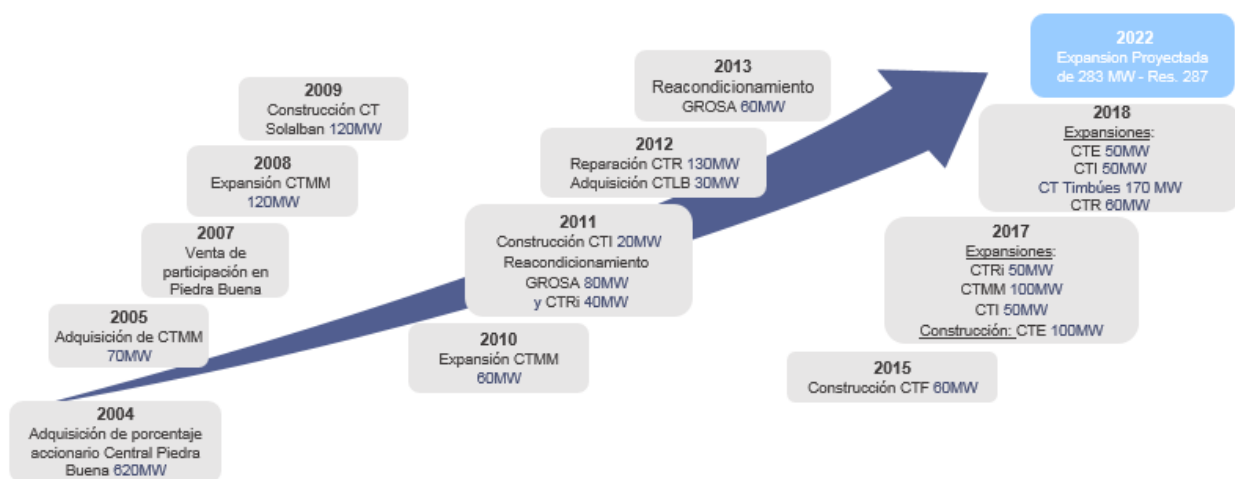 2004
Adquisición de porcentaje
accionario Central Piedra
Buena 620MW
2005
Adquisición de CTMM
70MW
2007
Venta de
participación en
Piedra Buena
2008
Expansión CTMM
120MW
2009
Construcción CT
Solalban 120MW
2010
Expansión CTMM
60MW
2011
Construcción CTI 20MW
Reacondicionamiento
GROSA 80MW
y CTRi 40MW
2012
Reparación CTR 130MW
Adquisición CTLB 30MW
2013
Reacondicionamiento
GROSA 60MW
2015
Construcción CTF 60MW
2017
Expansiones:
CTRi 50MW
CTMM 100MW
CTI 50MW
Construcción: CTE 100MW
2018
Expansiones:
CTE 50MW
CTI 50MW
CT Timbúes 170 MW
CTR 60MW
2022
Expansion Proyectada
de 283 MW - Res. 287